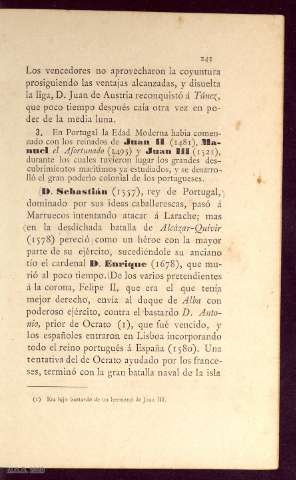 241
Los vencedores no aprovecharon la coyuntura
prosiguiendo las ventajas alcanzadas, y disuelta
la liga, D. Juan de Austria reconquistó á Túnez,
que poco tiempo después caía otra vez en po-
der de la media luna.
3. En Portugal la Edad Moderna había comen-
zado con los reinados de Juan II (1481), Ma-
nuel el Afortunado (1495) y Juan III (1521),
durante los cuales tuvieron lugar los grandes des-
cubrimientos marítimos ya estudiados, y se desarro-
lló el gran poderío colonial de los portugueses.
D. Sebastián (1557), rey de Portugal,
dominado por sus ideas caballerescas, pasó á
Marruecos intentando atacar á Larache; mas
en la desdichada batalla de Alcázar-Quivir
(1578) pereció como un héroe con la mayor
parte de su ejército, sucediéndole su anciano
tío el cardenal D. Enrique (1678), que mu-
rió al poco tiempo. De los varios pretendientes
á la corona, Felipe II, que era el que tenía
mejor derecho, envía al duque de Alba con
poderoso ejército, contra el bastardo D. Anto-
nio, prior de Ocrato (1), que fué vencido, y
los españoles entraron en Lisboa incorporando
todo el reino portugués á España (1580). Una
tentativa del de Ocrato ayudado por los france-
ses, terminó con la gran batalla naval de la isla
(1) Era hijo bastardo de un hermano de Juan III.